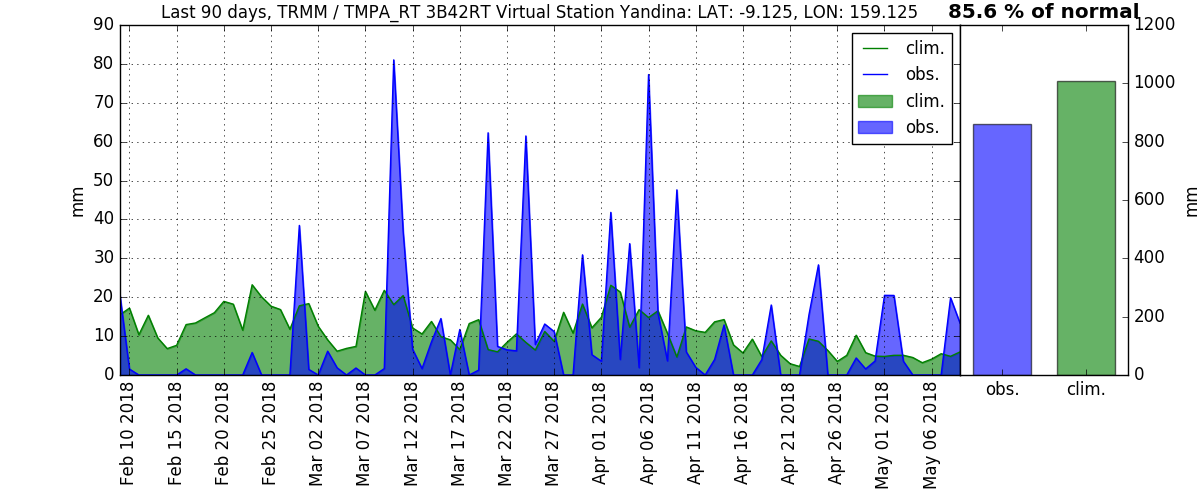 Last 90 days, TRMM / TMPA_RT 3B42RT Virtual Station Yandina: LAT: -9.125, LON: 159.125
85.6 % of normal
90
80
70
60
50
40
30
20
10
0
mm
clim.
obs.
clim.
obs.
1200
1000
800
600
400
200
0
mm
Feb 10 2018
Feb 15 2018
Feb 20 2018
Feb 25 2018
Mar 02 2018
Mar 07 2018
Mar 12 2018
Mar 17 2018
Mar 22 2018
Mar 27 2018
Apr 01 2018
Apr 06 2018
Apr 11 2018
Apr 16 2018
Apr 21 2018
Apr 26 2018
May 01 2018
May 06 2018
obs.
clim.